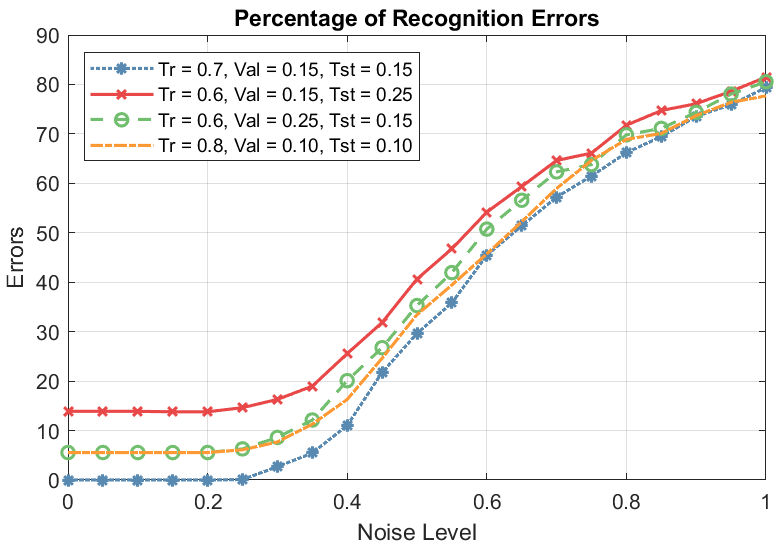 Percentage of Recognition Errors
90
80
70
60
50
40
30
20
10
0
Errors
Tr = 0.7, Val = 0.15, Tst = 0.15
Tr = 0.6, Val = 0.15, Tst = 0.25
Tr = 0.6, Val = 0.25, Tst = 0.15
Tr = 0.8, Val = 0.10, Tst = 0.10
0 0.2 0.4 0.6 0.8 1
Noise Level